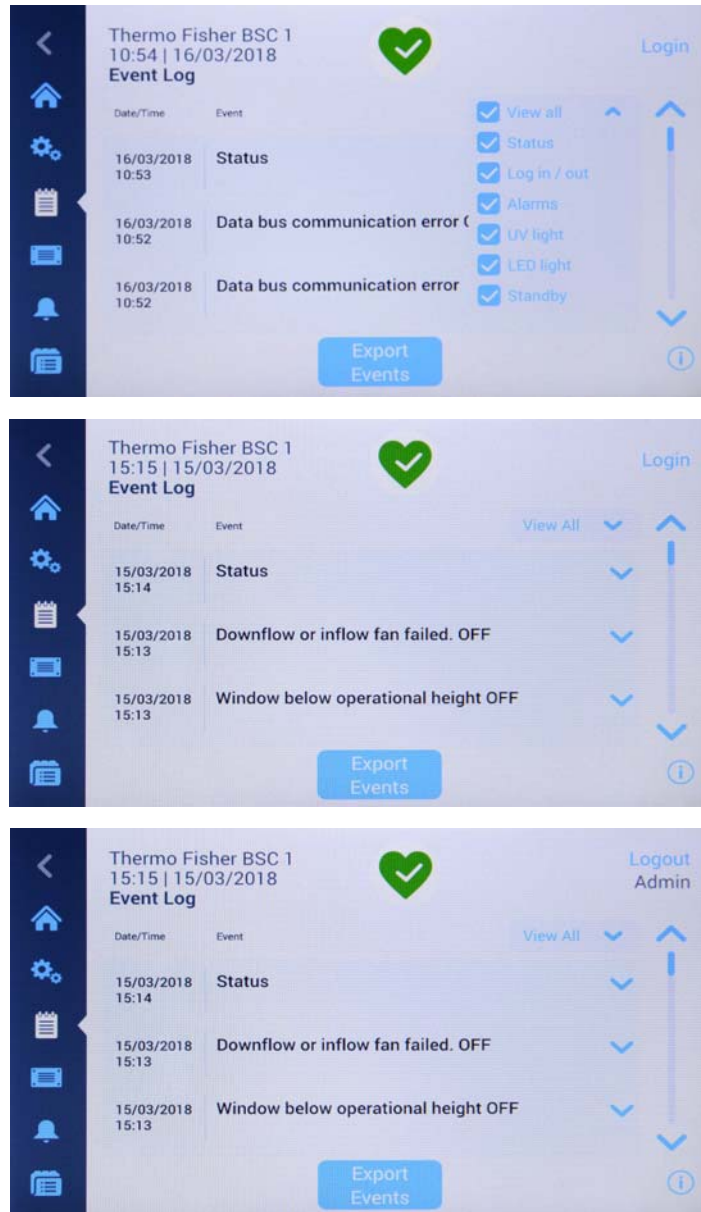 Thermo Fisher BSC 1
10:54 | 16/03/2018
Event Log
Login
Date/Time Event
View all
Status
Log in / out
Alarms
UV light
LED light
Standby
16/03/2018 Status
10:53
16/03/2018 Data bus communication error (
10:52
16/03/2018 Data bus communication error
10:52
Export
Events
Thermo Fisher BSC 1
15:15 | 15/03/2018
Event Log
Login
Date/Time Event View All
15/03/2018 Status
15:14
15/03/2018 Downflow or inflow fan failed. OFF
15:13
15/03/2018 Window below operational height OFF
15:13
Export
Events
Thermo Fisher BSC 1
15:15 | 15/03/2018
Event Log
Logout
Admin
Date/Time Event View All
15/03/2018 Status
15:14
15/03/2018 Downflow or inflow fan failed. OFF
15:13
15/03/2018 Window below operational height OFF
15:13
Export
Events